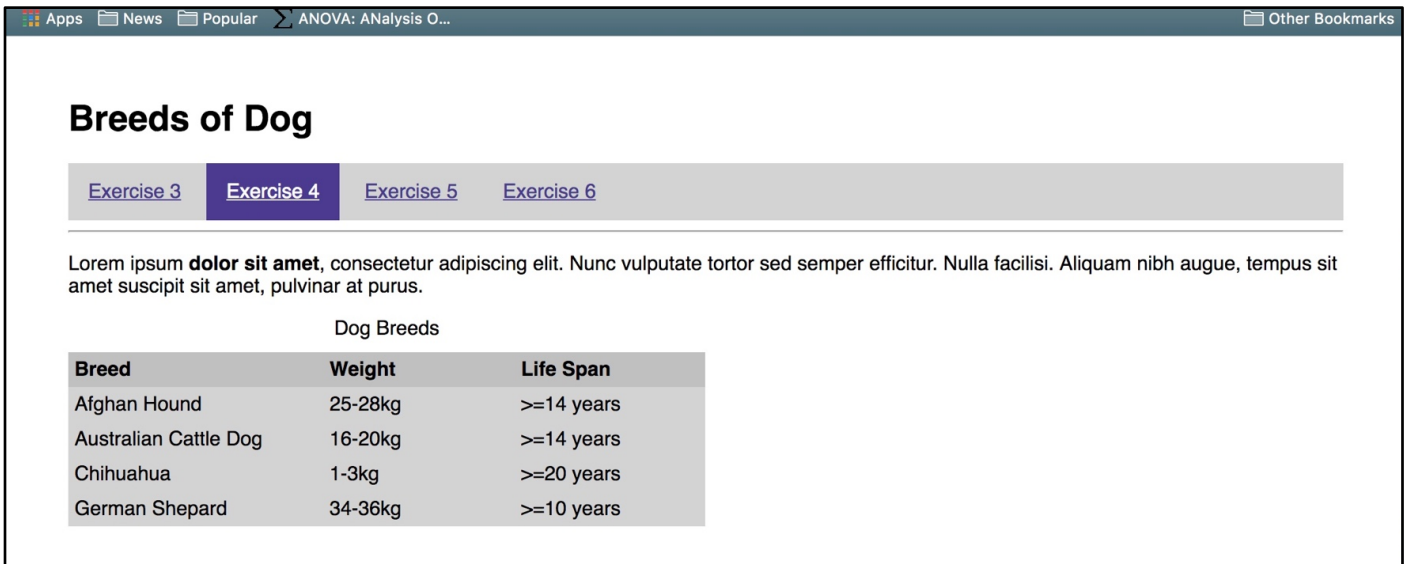 Apps News Popular ∑ ANOVA: ANalysis O... Other Bookmarks
Breeds of Dog
Exercise 3 Exercise 4 Exercise 5 Exercise 6
Lorem ipsum dolor sit amet, consectetur adipiscing elit. Nunc vulputate tortor sed semper efficitur. Nulla facilisi. Aliquam nibh augue, tempus sit
amet suscipit sit amet, pulvinar at purus.
Dog Breeds
Breed Weight Life Span
Afghan Hound 25-28kg >=14 years
Australian Cattle Dog 16-20kg >=14 years
Chihuahua 1-3kg >=20 years
German Shepard 34-36kg >=10 years